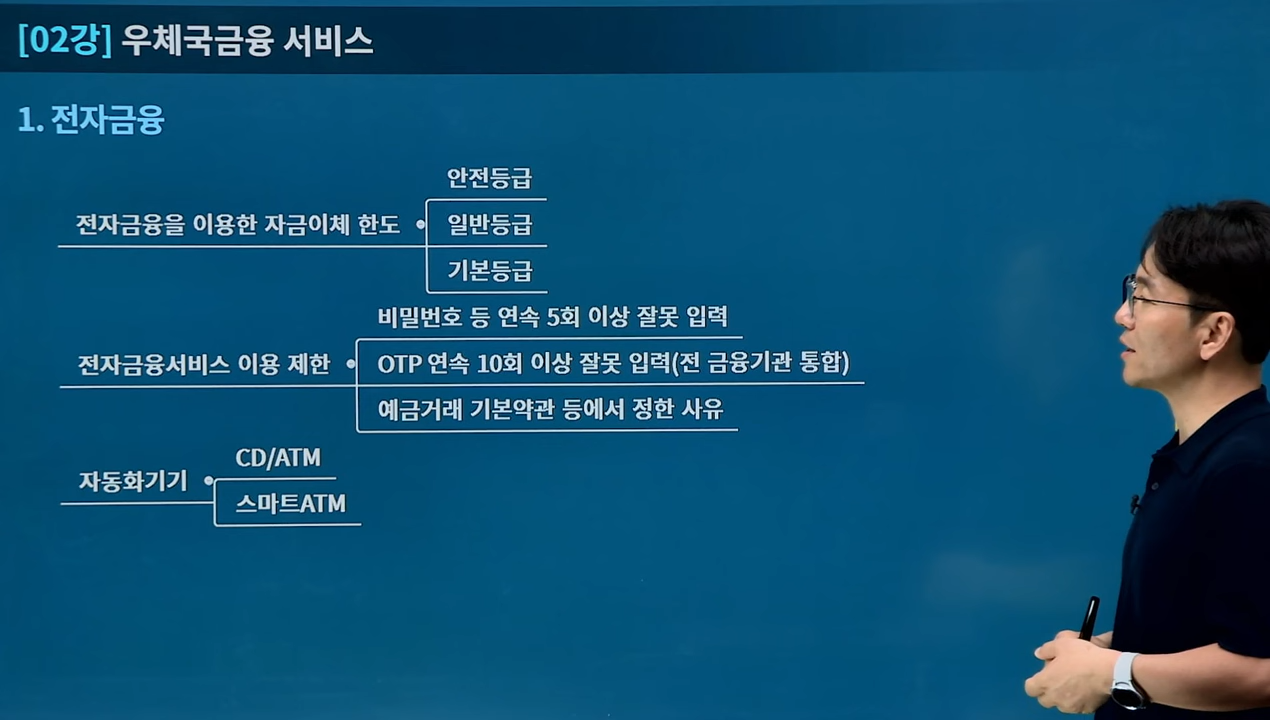 [02강] 우체국금융 서비스
1. 전자금융
전자금융을 이용한 자금이체 한도
안전등급
일반등급
기본등급
전자금융서비스 이용 제한
비밀번호 등 연속 5회 이상 잘못 입력
OTP 연속 10회 이상 잘못 입력(전 금융기관 통합)
예금거래 기본약관 등에서 정한 사유
자동화기기
CD/ATM
스마트ATM